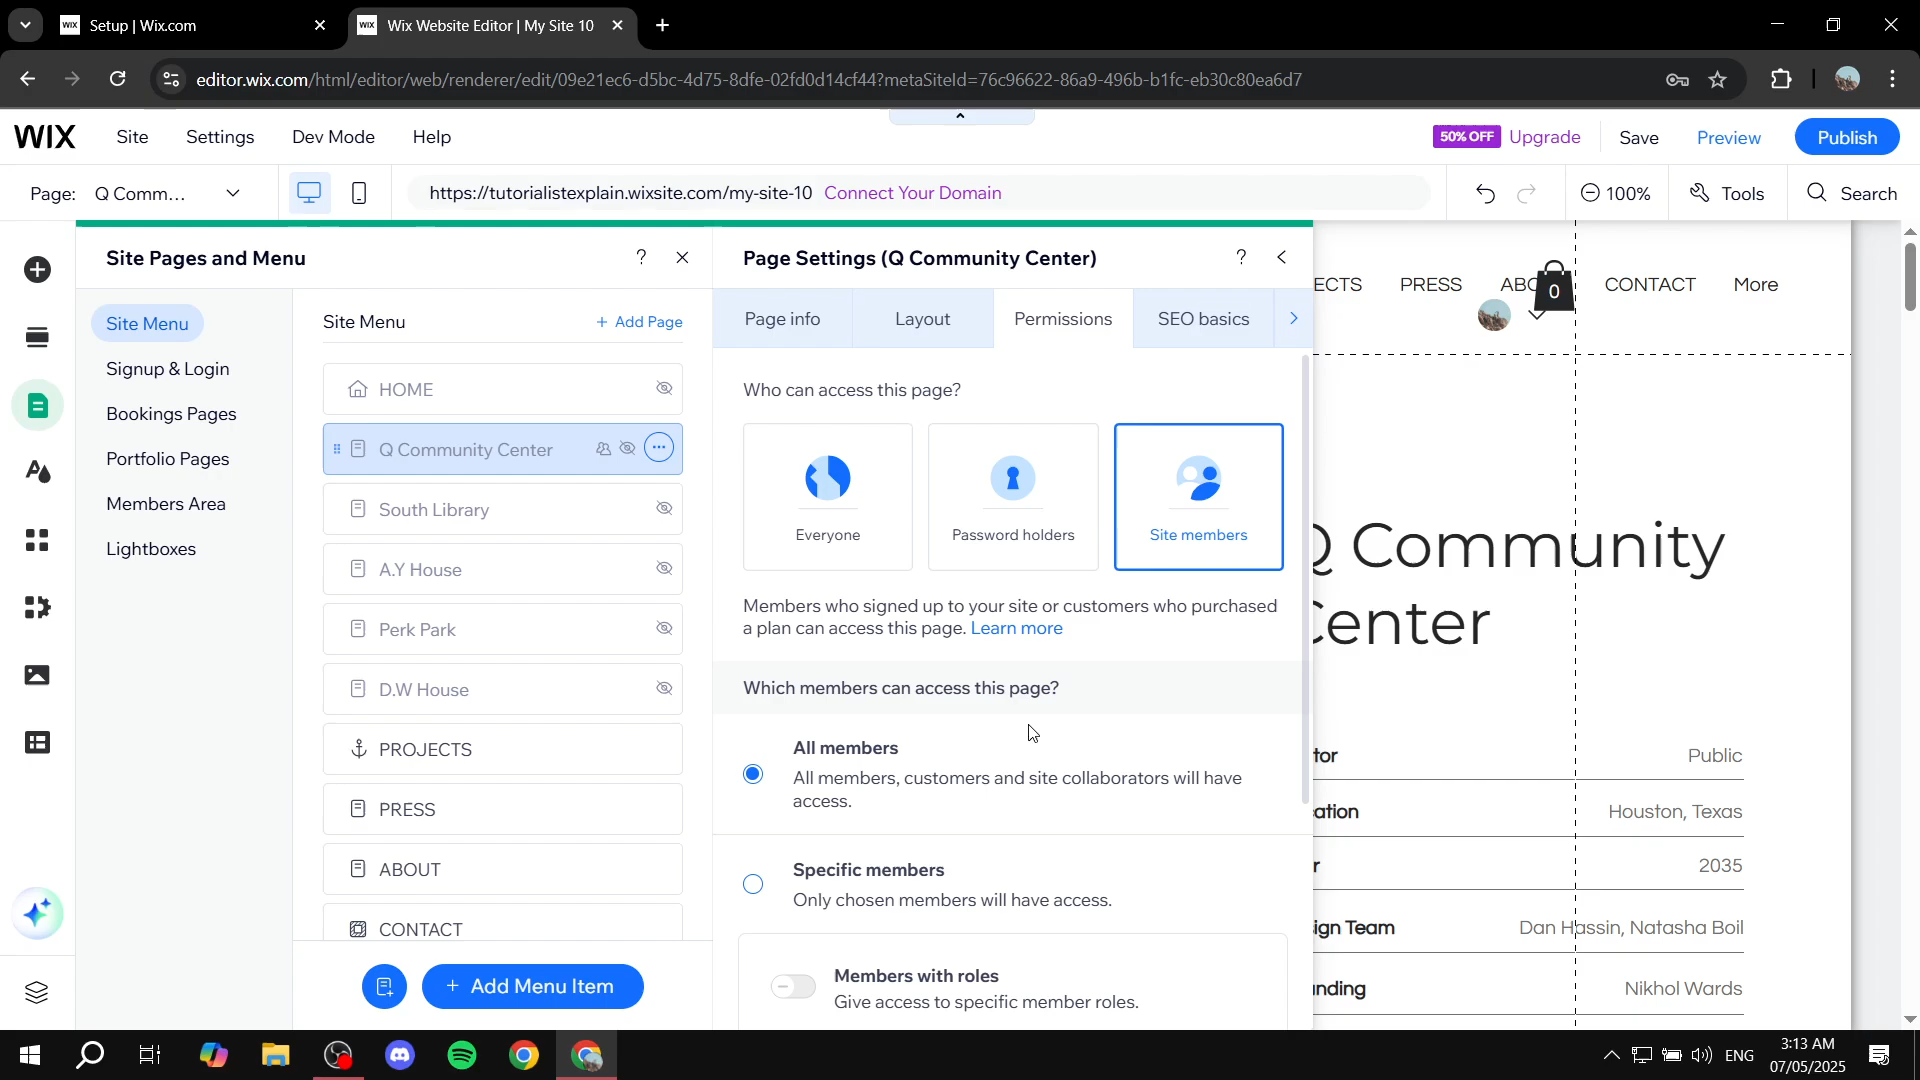 Setup | Wix.com
Wix Website Editor | My Site 10
editor.wix.com/html/editor/web/renderer/edit/09e21ec6-d5bc-4d75-8dfe-02fd0d14cf44?metaSiteId=76c96622-86a9-496b-b1fc-eb30c80ea6d7
WIX
Site
Settings
Dev Mode
Help
50% OFF
Upgrade
Save
Preview
Publish
Page:
Q Comm...
https://tutorialistexplain.wixsite.com/my-site-10
Connect Your Domain
100%
Tools
Search
Site Pages and Menu
?
Site Menu
Signup & Login
Bookings Pages
Portfolio Pages
Members Area
Lightboxes
Site Menu
+ Add Page
HOME
Q Community Center
South Library
A.Y House
Perk Park
D.W House
PROJECTS
PRESS
ABOUT
CONTACT
+ Add Menu Item
Page Settings (Q Community Center)
?
Page info
Layout
Permissions
SEO basics
Who can access this page?
Everyone
Password holders
Site members
Members who signed up to your site or customers who purchased
a plan can access this page. Learn more
Which members can access this page?
All members
All members, customers and site collaborators will have
access.
Specific members
Only chosen members will have access.
Members with roles
Give access to specific member roles.
ECTS
PRESS
ABO
0
CONTACT
More
Q Community
Center
tor
Public
ation
Houston, Texas
r
2035
ign Team
Dan Hassin, Natasha Boil
nding
Nikhol Wards
ENG
3:13 AM
07/05/2025